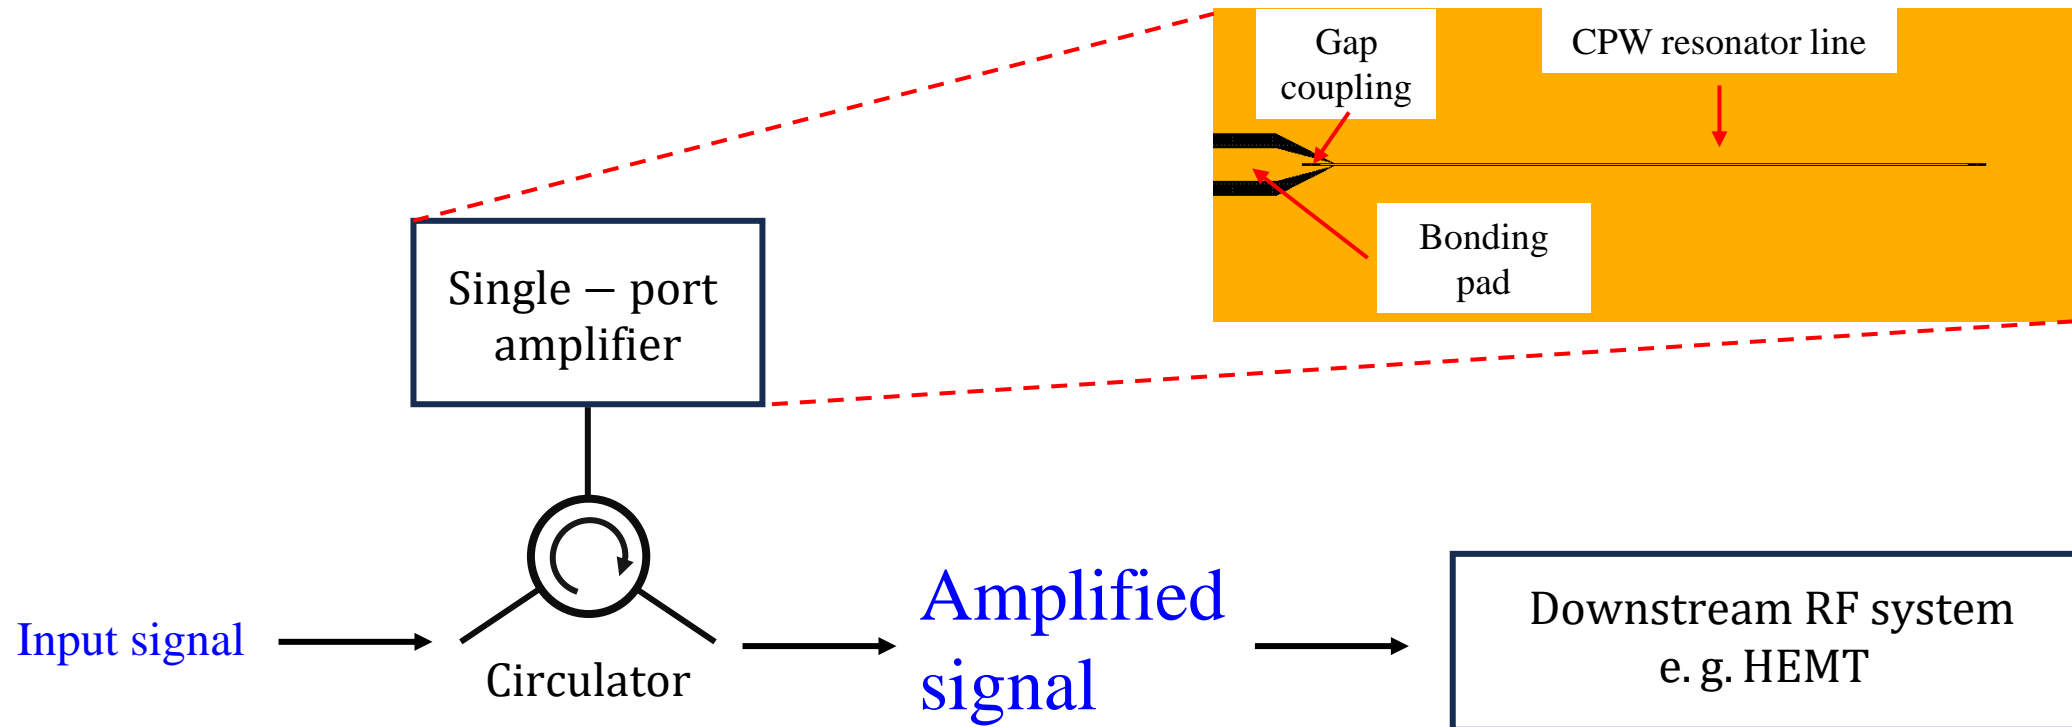 Gap
coupling
CPW resonator line
Bonding
pad
Single − port
amplifier
Input signal
Circulator
Amplified
signal
Downstream RF system
e. g. HEMT